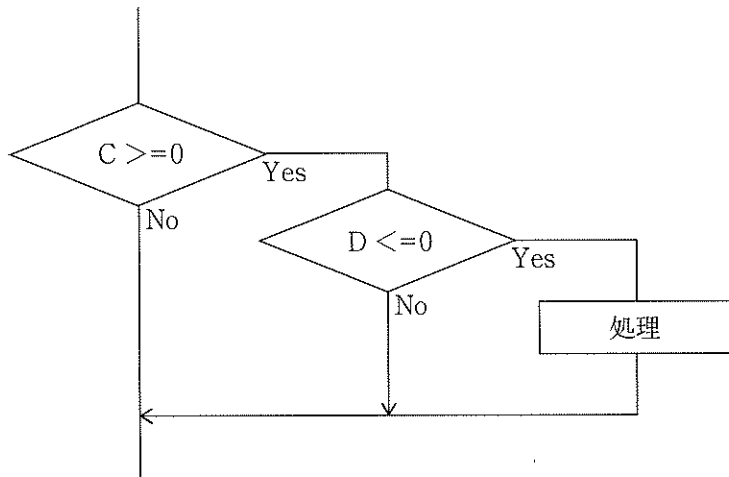 C >=0
Yes
No
D <=0
Yes
No
処理